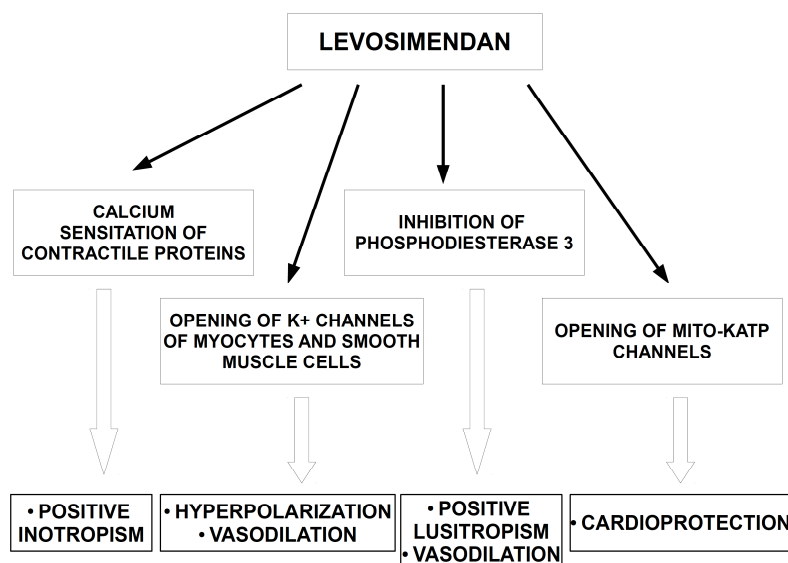 LEVOSIMENDAN
CALCIUM
SENSITATION OF
CONTRACTILE PROTEINS
INHIBITION OF
PHOSPHODIESTERASE 3
OPENING OF K+ CHANNELS
OF MYOCYTES AND SMOOTH
MUSCLE CELLS
OPENING OF MITO-KATP
CHANNELS
• POSITIVE
INOTROPISM
• HYPERPOLARIZATION
• VASODILATION
• POSITIVE
LUSITROPISM
• VASODILATION
• CARDIOPROTECTION